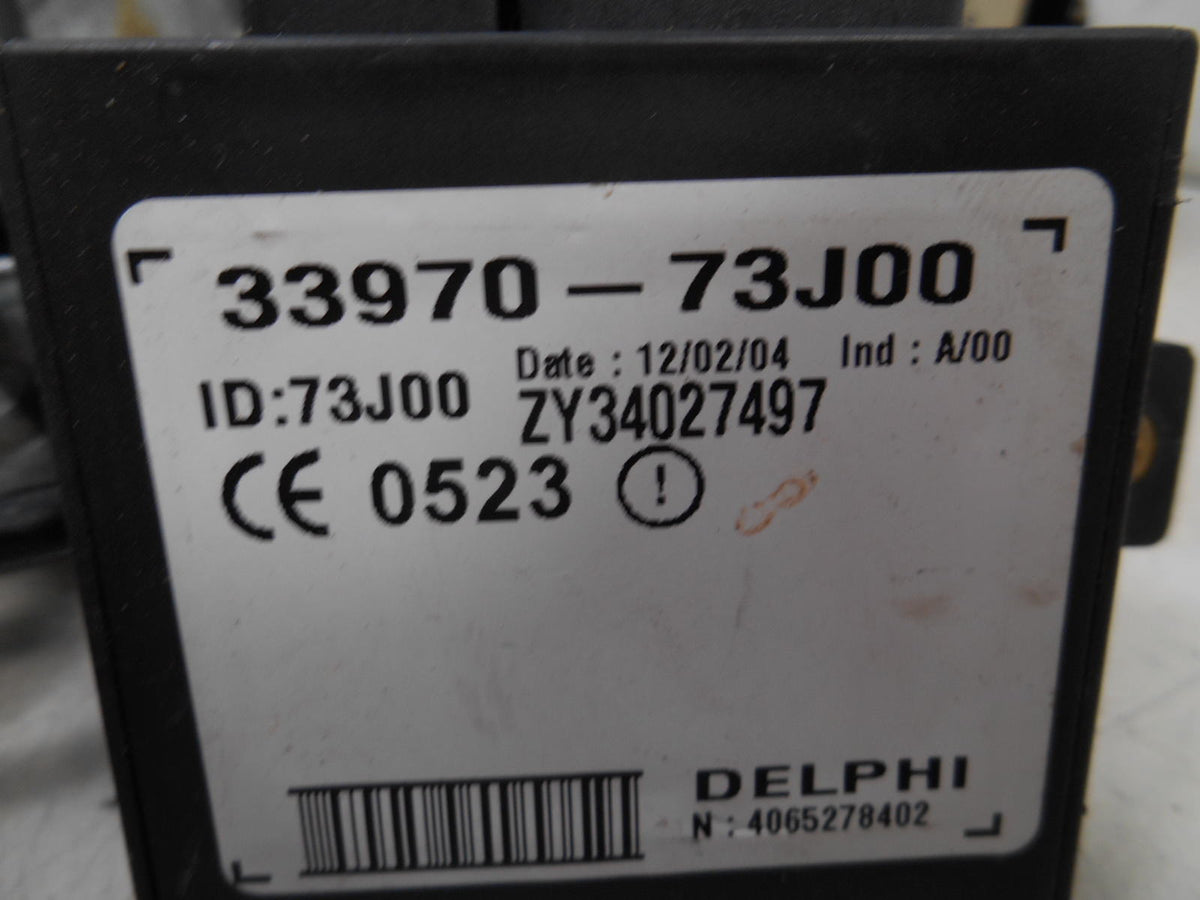 33970-73J00
Date : 12/02/04 Ind : A/00
ID:73J00 ZY34027497
CE 0523 !
DELPHI
N : 4065278402